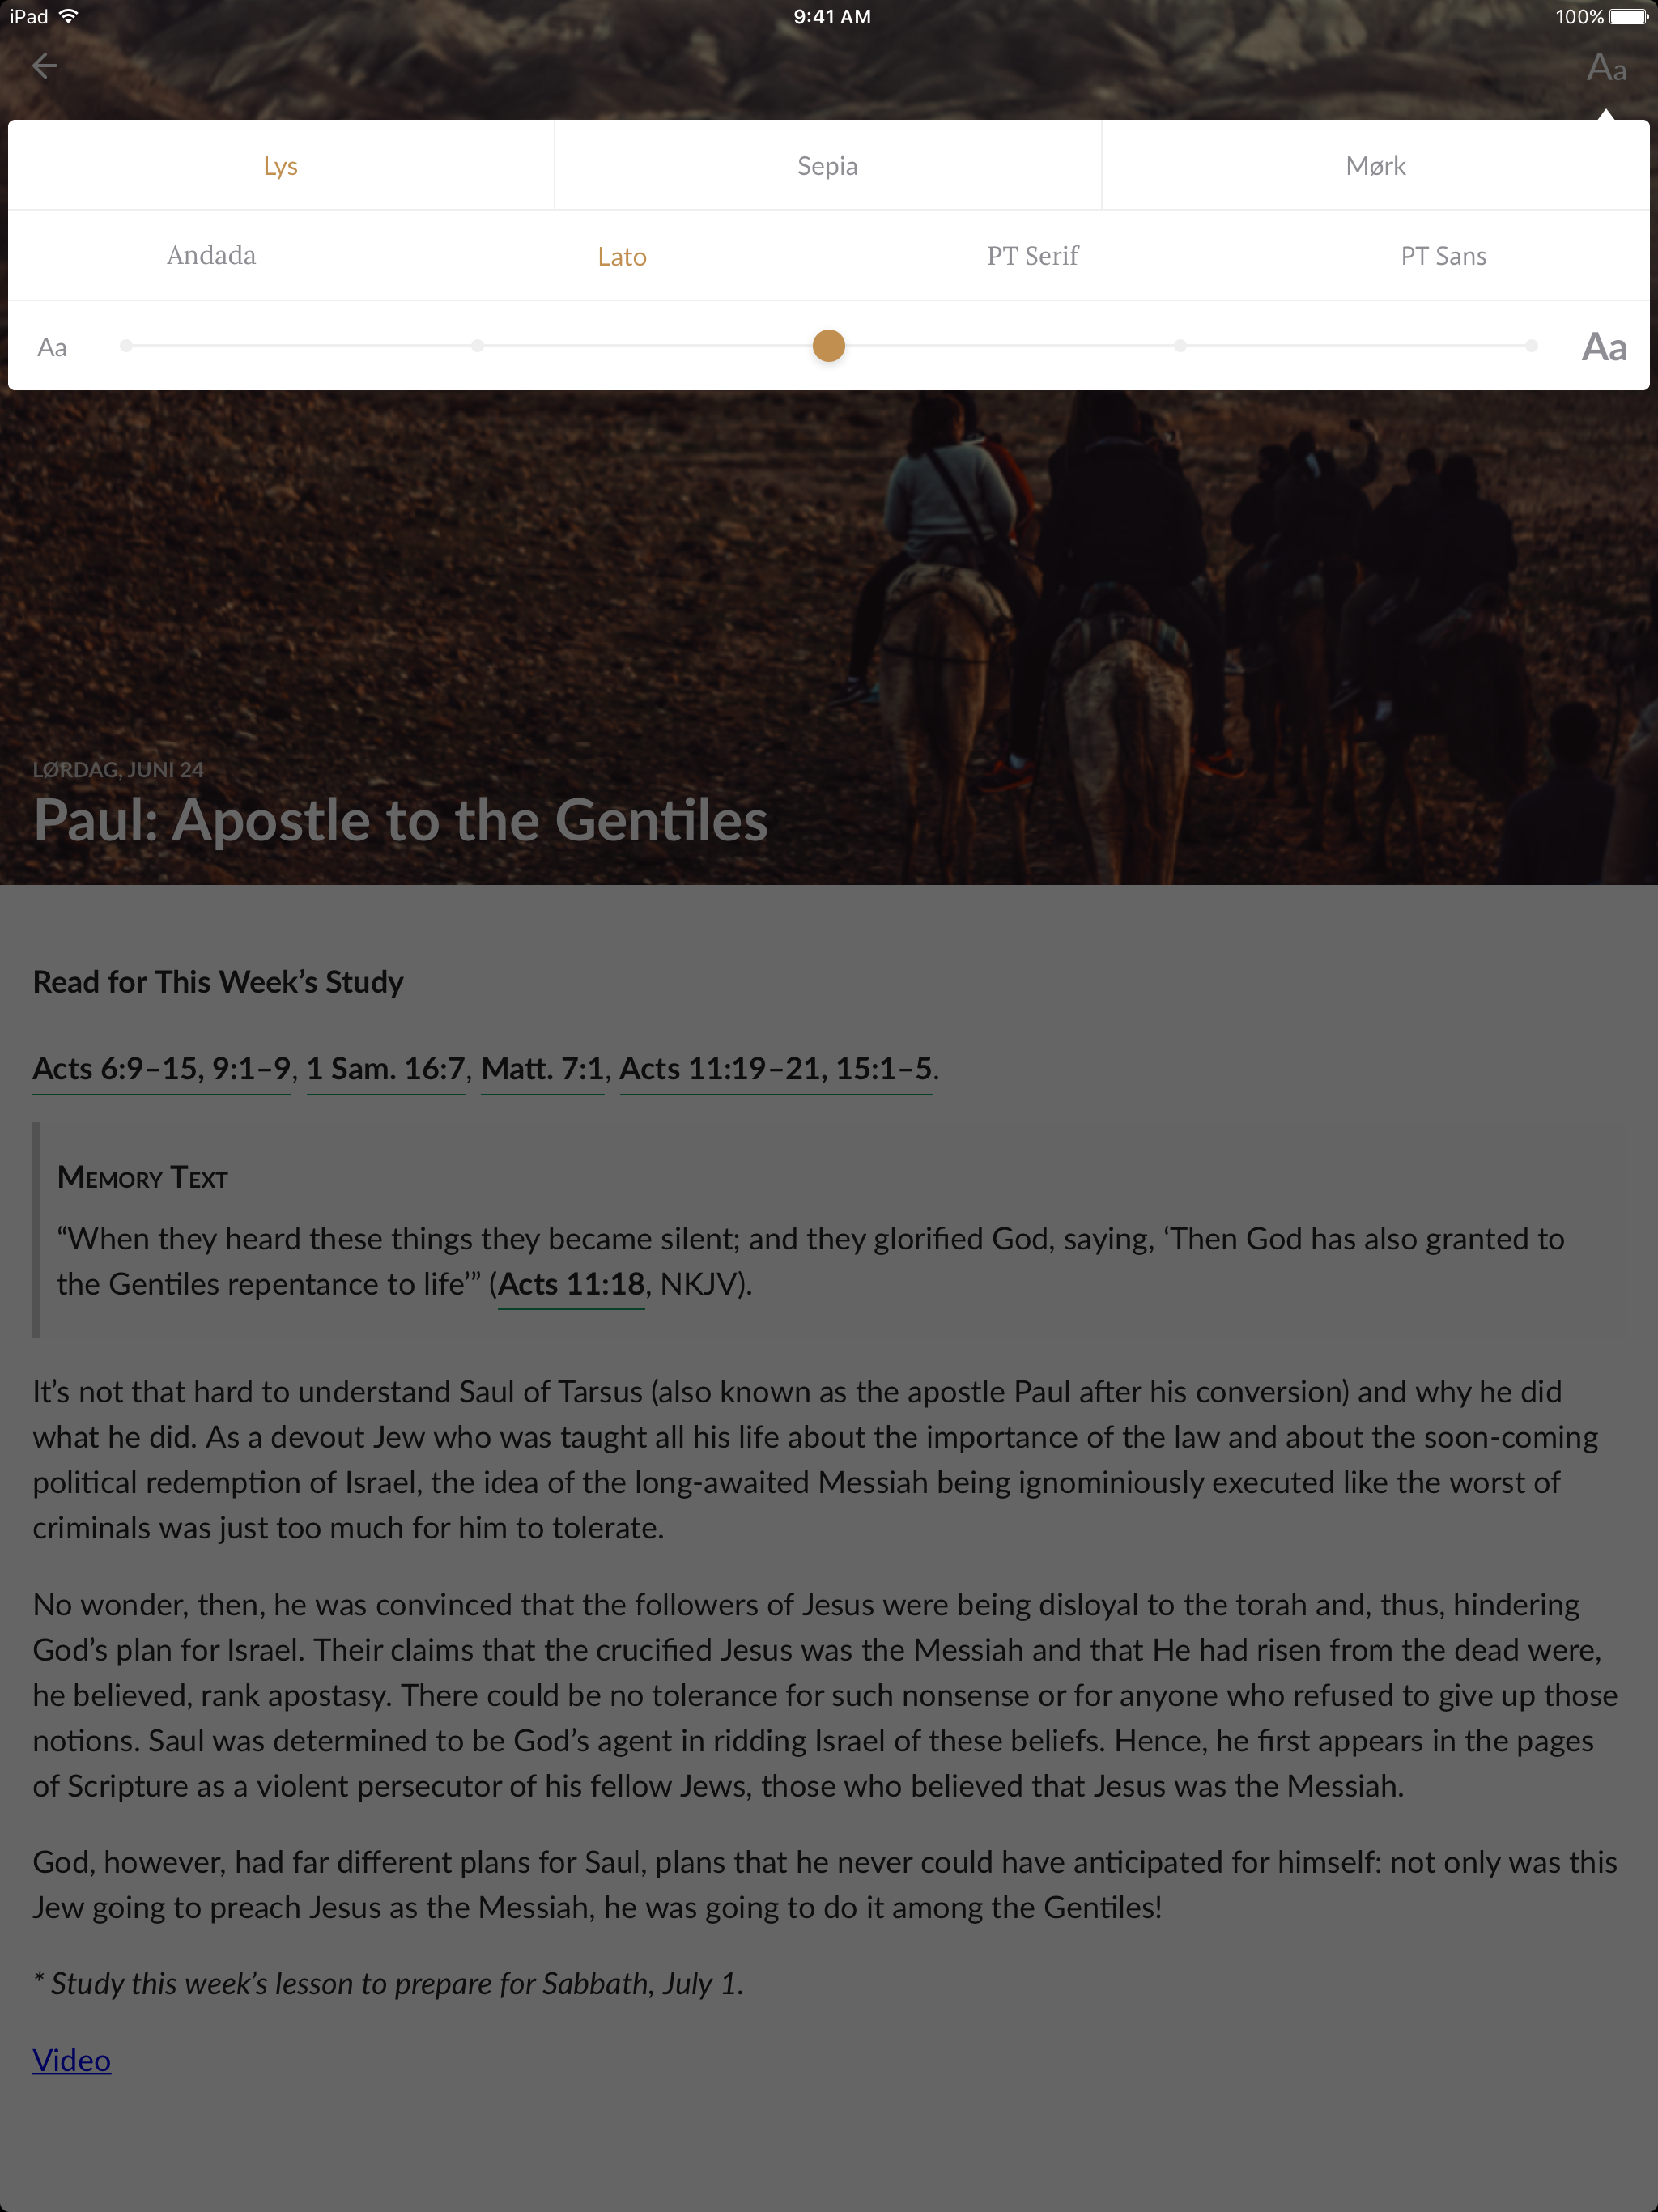 iPad 9:41 AM 100%
Aa
Lys Sepia Mørk
Andada Lato PT Serif PT Sans
Aa Aa
LØRDAG, JUNI 24
Paul: Apostle to the Gentiles
Read for This Week’s Study
Acts 6:9–15, 9:1–9, 1 Sam. 16:7, Matt. 7:1, Acts 11:19–21, 15:1–5.
Memory Text
“When they heard these things they became silent; and they glorified God, saying, ‘Then God has also granted to
the Gentiles repentance to life’” (Acts 11:18, NKJV).
It’s not that hard to understand Saul of Tarsus (also known as the apostle Paul after his conversion) and why he did
what he did. As a devout Jew who was taught all his life about the importance of the law and about the soon-coming
political redemption of Israel, the idea of the long-awaited Messiah being ignominiously executed like the worst of
criminals was just too much for him to tolerate.
No wonder, then, he was convinced that the followers of Jesus were being disloyal to the torah and, thus, hindering
God’s plan for Israel. Their claims that the crucified Jesus was the Messiah and that He had risen from the dead were,
he believed, rank apostasy. There could be no tolerance for such nonsense or for anyone who refused to give up those
notions. Saul was determined to be God’s agent in ridding Israel of these beliefs. Hence, he first appears in the pages
of Scripture as a violent persecutor of his fellow Jews, those who believed that Jesus was the Messiah.
God, however, had far different plans for Saul, plans that he never could have anticipated for himself: not only was this
Jew going to preach Jesus as the Messiah, he was going to do it among the Gentiles!
* Study this week’s lesson to prepare for Sabbath, July 1.
Video